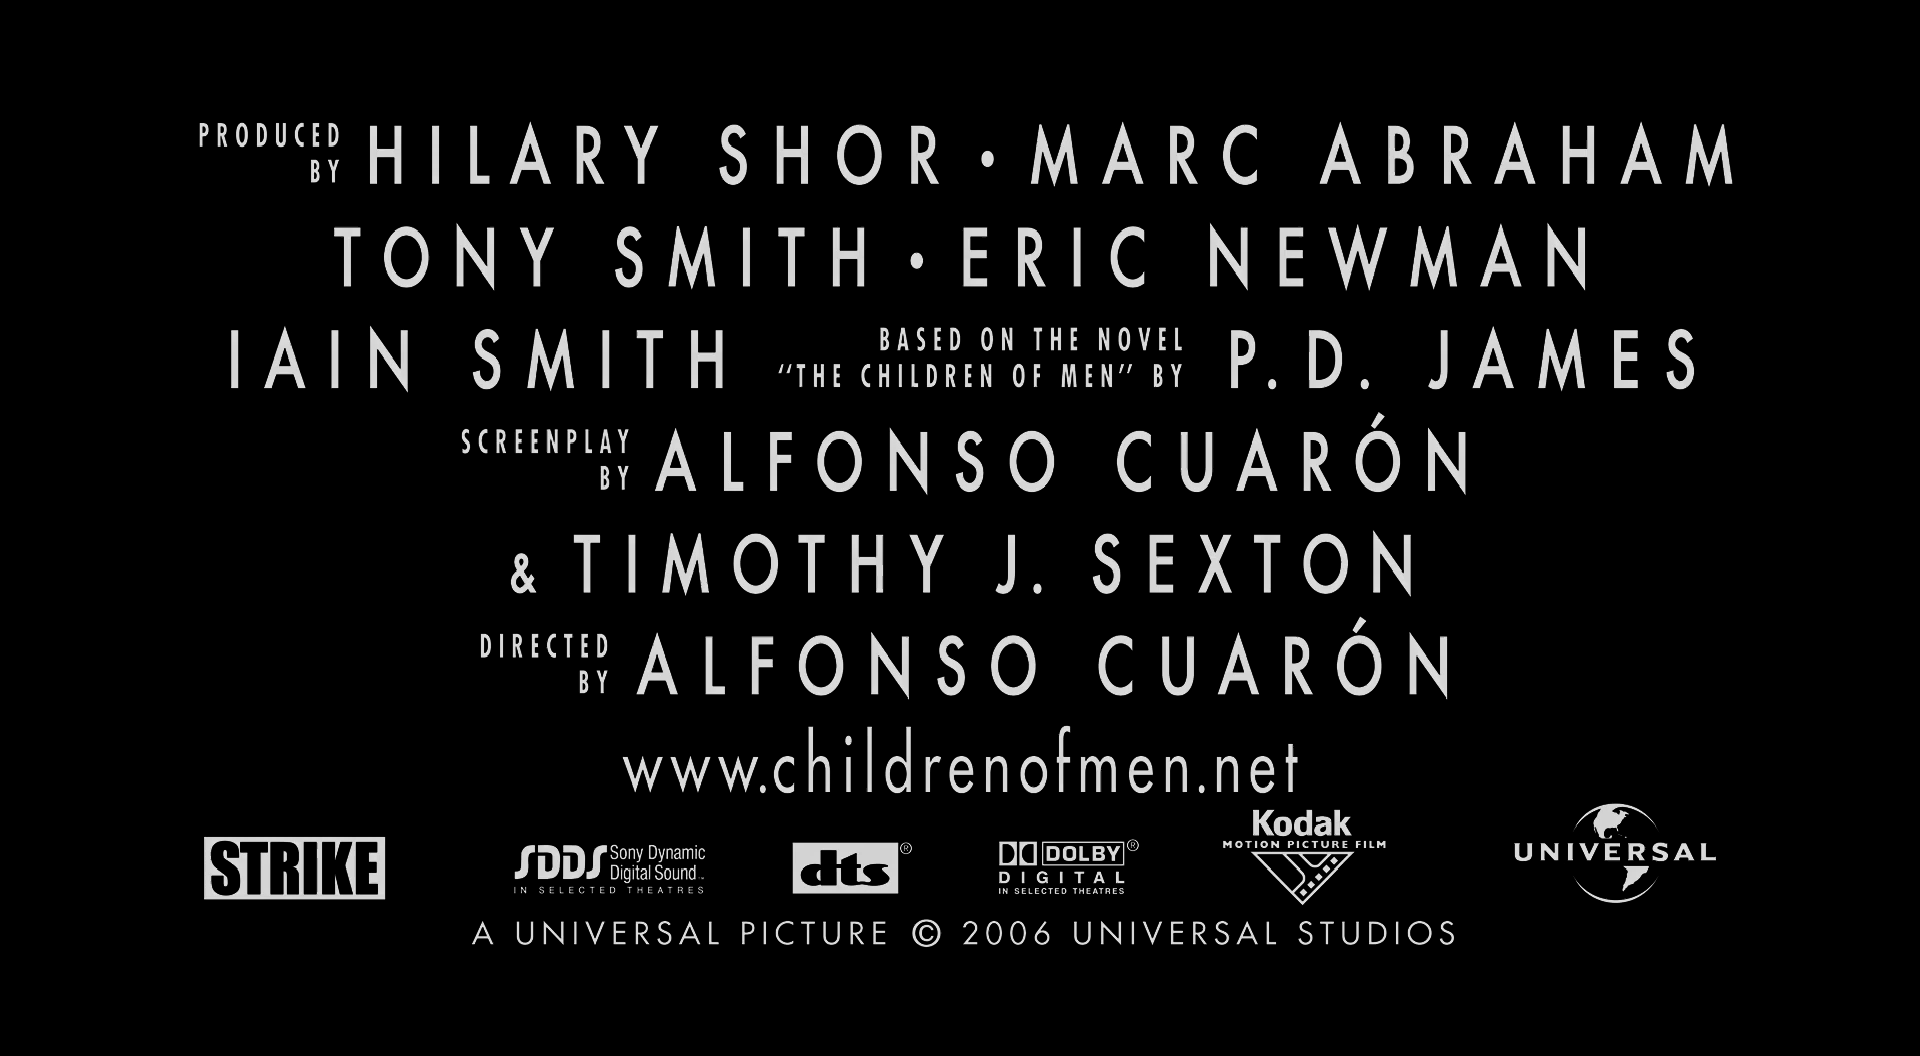 PRODUCED BY HILARY SHOR • MARC ABRAHAM
TONY SMITH • ERIC NEWMAN
IAIN SMITH BASED ON THE NOVEL “THE CHILDREN OF MEN” BY P.D. JAMES
SCREENPLAY BY ALFONSO CUARÓN
& TIMOTHY J. SEXTON
DIRECTED BY ALFONSO CUARÓN
www.childrenofmen.net
STRIKE
SDDS Sony Dynamic Digital Sound™
IN SELECTED THEATRES
dts®
DOLBY®
DIGITAL
IN SELECTED THEATRES
Kodak
MOTION PICTURE FILM
UNIVERSAL
A UNIVERSAL PICTURE © 2006 UNIVERSAL STUDIOS